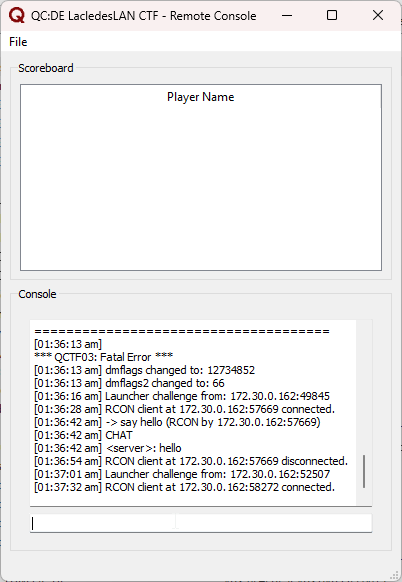 QC:DE LacledesLAN CTF - Remote Console
File
Scoreboard
Player Name
Console
=====================================
[01:36:13 am]
*** QCTF03: Fatal Error ***
[01:36:13 am] dmflags changed to: 12734852
[01:36:13 am] dmflags2 changed to: 66
[01:36:16 am] Launcher challenge from: 172.30.0.162:49845
[01:36:28 am] RCON client at 172.30.0.162:57669 connected.
[01:36:42 am] -> say hello (RCON by 172.30.0.162:57669)
[01:36:42 am] CHAT
[01:36:42 am] <server>: hello
[01:36:54 am] RCON client at 172.30.0.162:57669 disconnected.
[01:37:01 am] Launcher challenge from: 172.30.0.162:52507
[01:37:32 am] RCON client at 172.30.0.162:58272 connected.